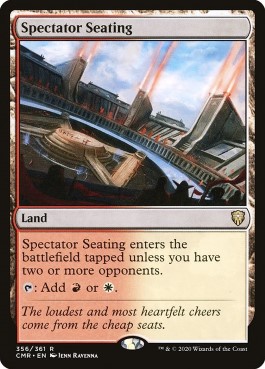 Spectator Seating
Land
Spectator Seating enters the
battlefield tapped unless you
have two or more opponents.
: Add or .
The loudest and most heartfelt cheers
come from the cheap seats.
356/361 R
CMR • EN Jenn Ravenna
™ & © 2020 Wizards of the Coast